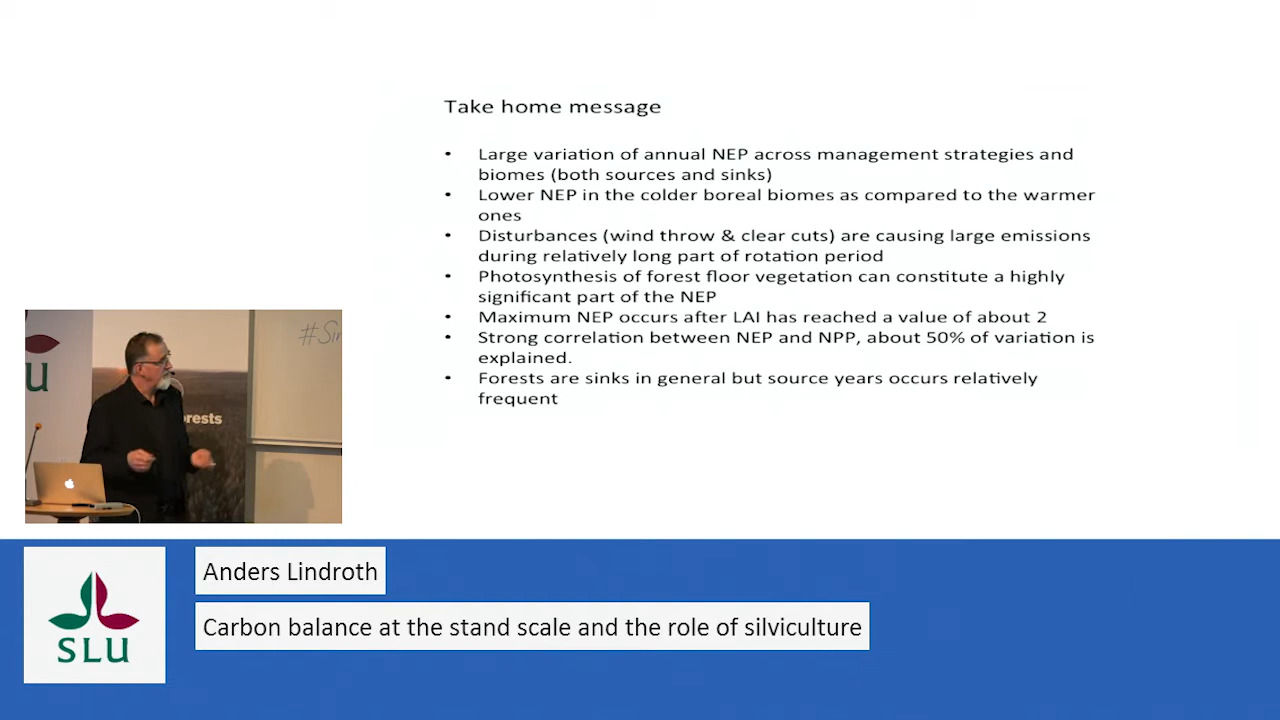 Take home message
• Large variation of annual NEP across management strategies and
biomes (both sources and sinks)
• Lower NEP in the colder boreal biomes as compared to the warmer
ones
• Disturbances (wind throw & clear cuts) are causing large emissions
during relatively long part of rotation period
• Photosynthesis of forest floor vegetation can constitute a highly
significant part of the NEP
• Maximum NEP occurs after LAI has reached a value of about 2
• Strong correlation between NEP and NPP, about 50% of variation is
explained.
• Forests are sinks in general but source years occurs relatively
frequent
#Sin
u
rests
SLU
Anders Lindroth
Carbon balance at the stand scale and the role of silviculture